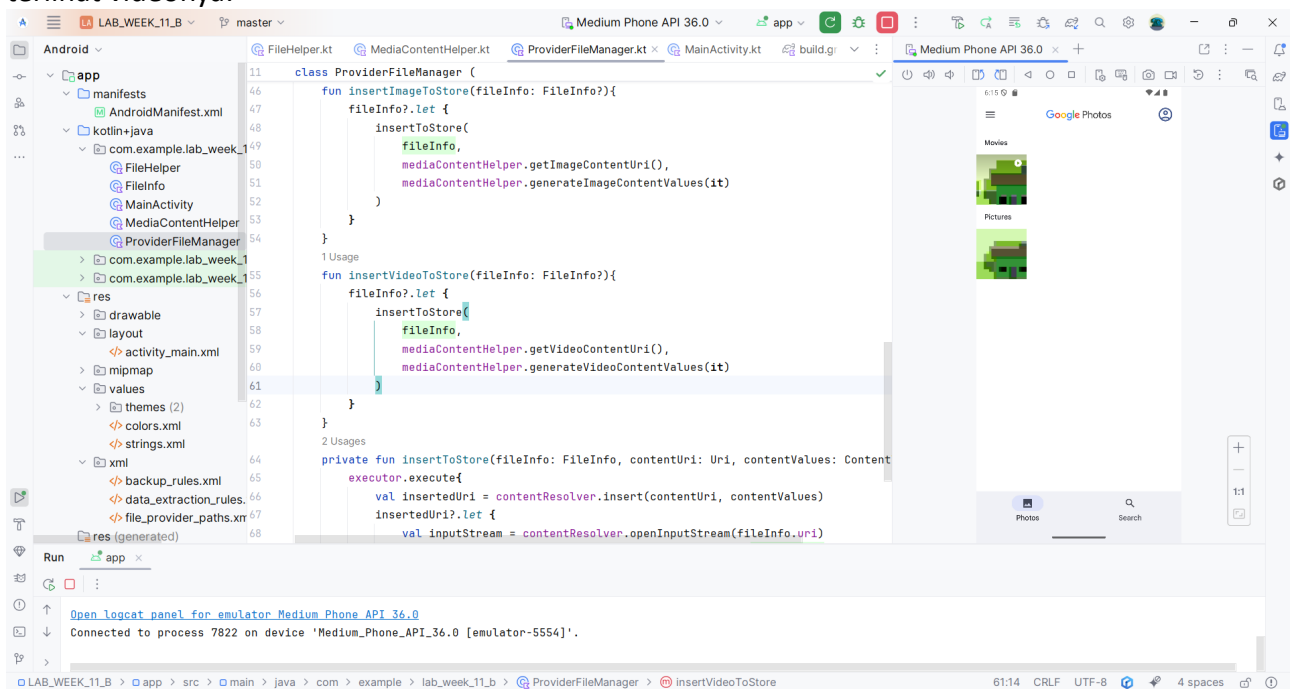 LA LAB_WEEK_11_B master Medium Phone API 36.0 app
Android
FileHelper.kt MediaContentHelper.kt ProviderFileManager.kt MainActivity.kt build.gr Medium Phone API 36.0
app
manifests
AndroidManifest.xml
kotlin+java
com.example.lab_week_1
FileHelper
FileInfo
MainActivity
MediaContentHelper
ProviderFileManager
com.example.lab_week_1
com.example.lab_week_1
res
drawable
layout
activity_main.xml
mipmap
values
themes (2)
colors.xml
strings.xml
xml
backup_rules.xml
data_extraction_rules.
file_provider_paths.xm
res (generated)
11 class ProviderFileManager (
46 fun insertImageToStore(fileInfo: FileInfo?){
47 fileInfo?.let {
48 insertToStore(
49 fileInfo,
50 mediaContentHelper.getImageContentUri(),
51 mediaContentHelper.generateImageContentValues(it)
52 )
53 }
54 }
1 Usage
55 fun insertVideoToStore(fileInfo: FileInfo?){
56 fileInfo?.let {
57 insertToStore(
58 fileInfo,
59 mediaContentHelper.getVideoContentUri(),
60 mediaContentHelper.generateVideoContentValues(it)
61 )
62 }
63 }
2 Usages
64 private fun insertToStore(fileInfo: FileInfo, contentUri: Uri, contentValues: Content
65 executor.execute{
66 val insertedUri = contentResolver.insert(contentUri, contentValues)
67 insertedUri?.let {
68 val inputStream = contentResolver.openInputStream(fileInfo.uri)
6:15
Google Photos
Movies
Pictures
Photos Search
1:1
Run app
Open logcat panel for emulator Medium Phone API 36.0
Connected to process 7822 on device 'Medium_Phone_API_36.0 [emulator-5554]'.
LAB_WEEK_11_B > app > src > main > java > com > example > lab_week_11_b > ProviderFileManager > insertVideoToStore 61:14 CRLF UTF-8 4 spaces